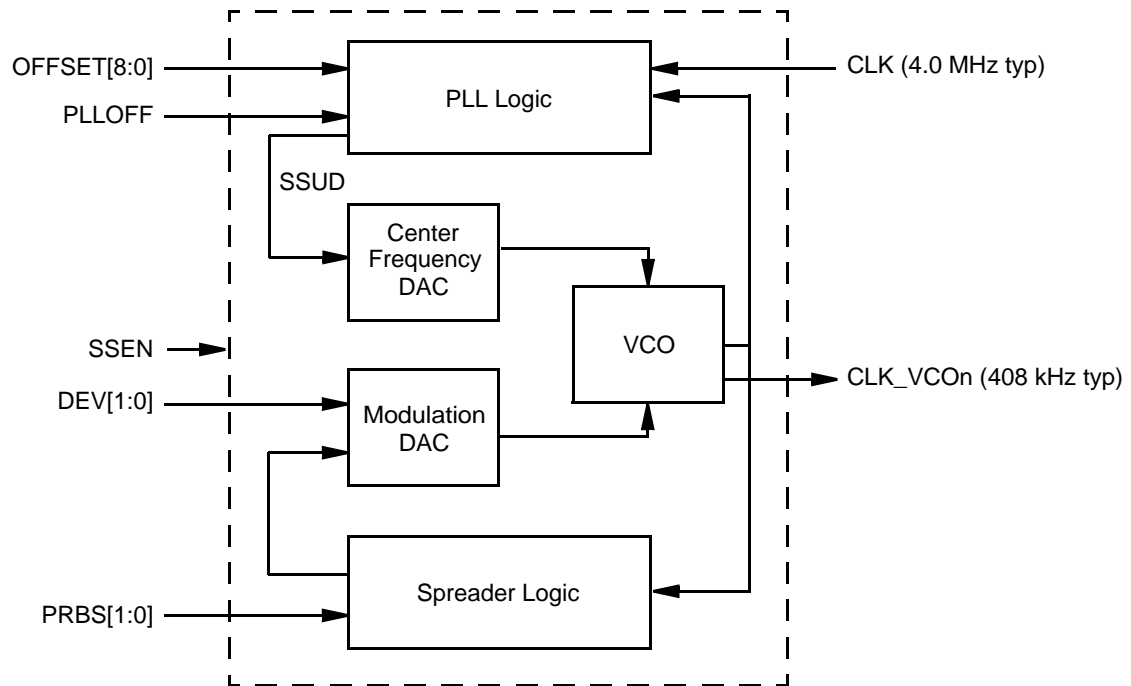 OFFSET[8:0]
PLLOFF
PLL Logic
CLK (4.0 MHz typ)
SSUD
Center
Frequency
DAC
SSEN
VCO
CLK_VCOn (408 kHz typ)
DEV[1:0]
Modulation
DAC
PRBS[1:0]
Spreader Logic